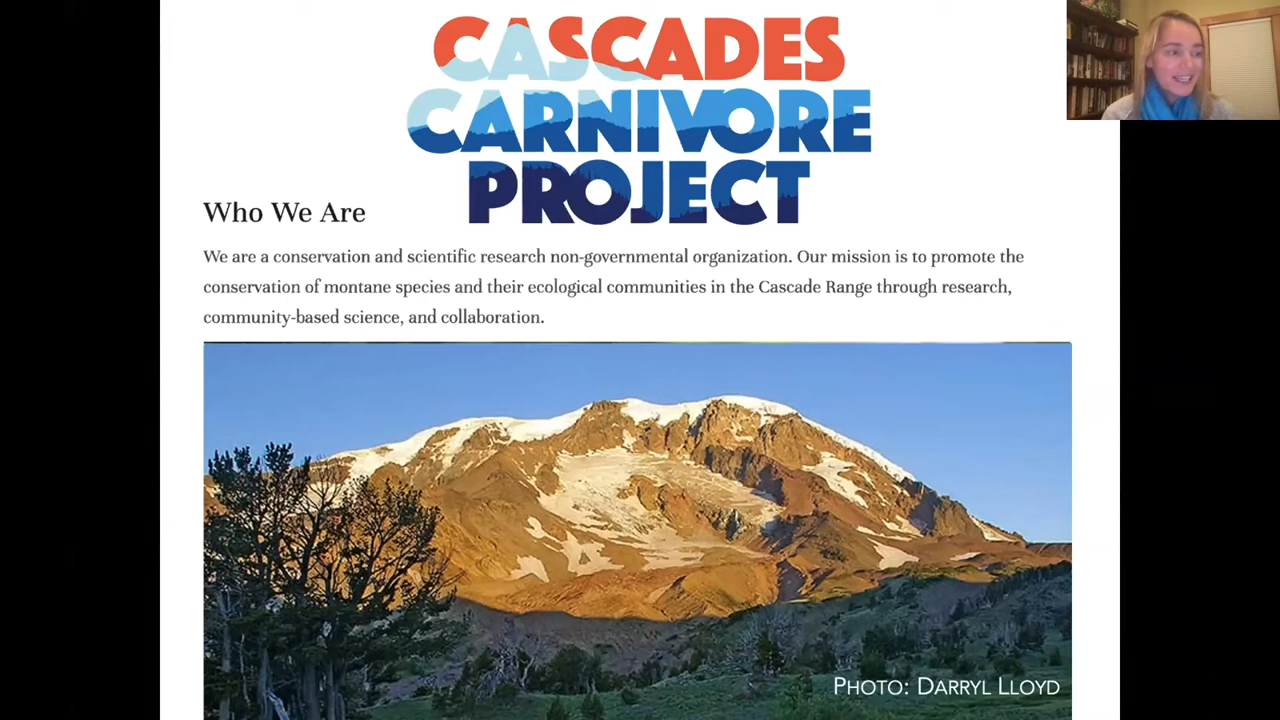 CASCADES
CARNIVORE
PROJECT
Who We Are
We are a conservation and scientific research non-governmental organization. Our mission is to promote the
conservation of montane species and their ecological communities in the Cascade Range through research,
community-based science, and collaboration.
PHOTO: DARRYL LLOYD